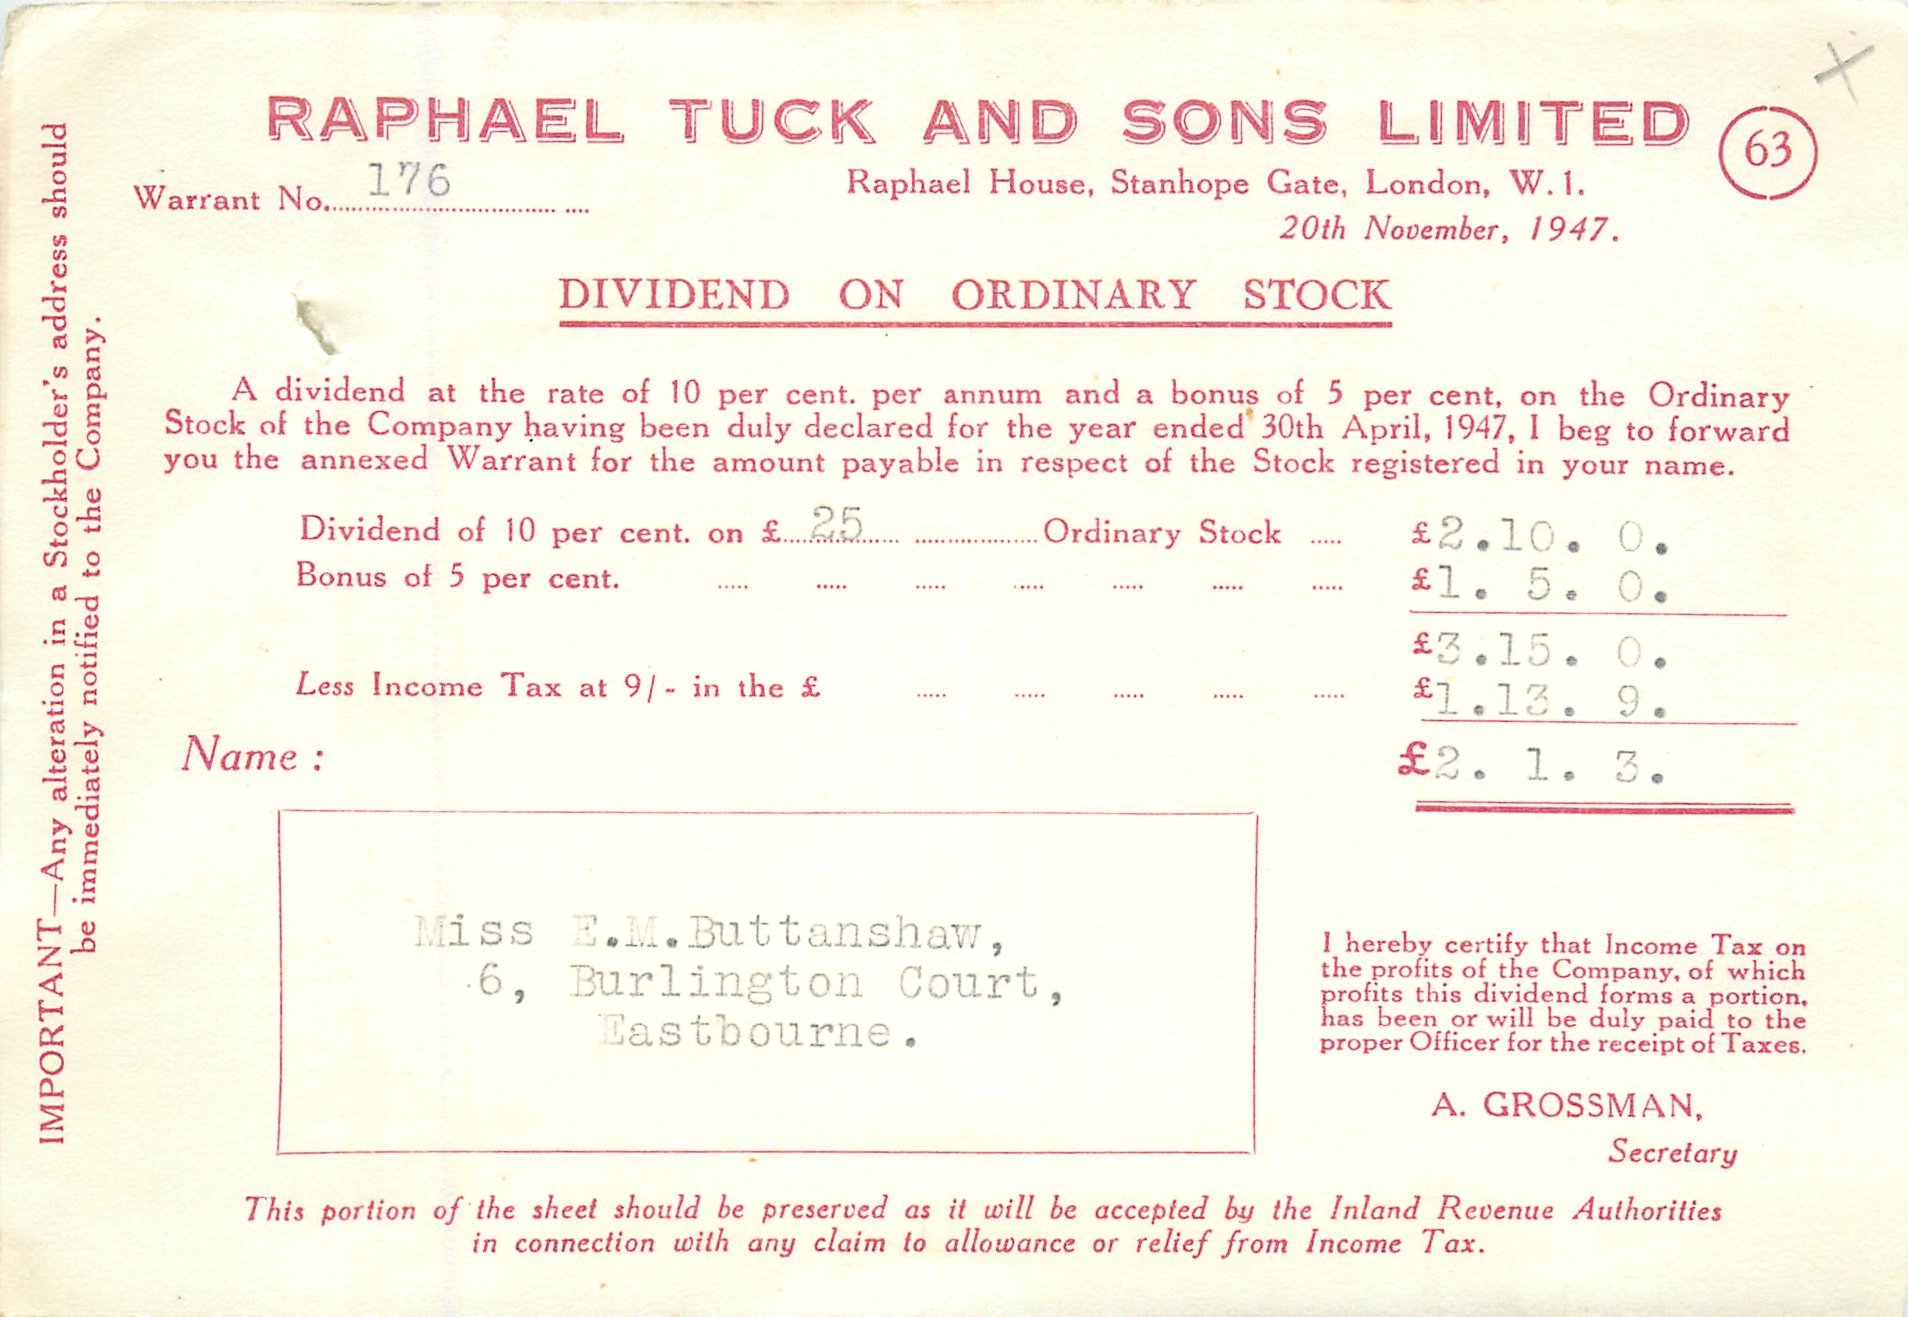 RAPHAEL TUCK AND SONS LIMITED
63
Warrant No. 176
Raphael House, Stanhope Gate, London, W. 1.
20th November, 1947.
DIVIDEND ON ORDINARY STOCK
A dividend at the rate of 10 per cent. per annum and a bonus of 5 per cent, on the Ordinary
Stock of the Company having been duly declared for the year ended 30th April, 1947, I beg to forward
you the annexed Warrant for the amount payable in respect of the Stock registered in your name.
Dividend of 10 per cent. on £ 25 Ordinary Stock ..... £2.10. 0.
Bonus of 5 per cent. ..... ..... ..... ..... ..... ..... ..... £1. 5. 0.
£3.15. 0.
Less Income Tax at 9/- in the £ ..... ..... ..... ..... ..... £1.13. 9.
Name : £2. 1. 3.
Miss E.M.Buttanshaw,
6, Burlington Court,
Eastbourne.
I hereby certify that Income Tax on
the profits of the Company, of which
profits this dividend forms a portion,
has been or will be duly paid to the
proper Officer for the receipt of Taxes.
A. GROSSMAN,
Secretary
This portion of the sheet should be preserved as it will be accepted by the Inland Revenue Authorities
in connection with any claim to allowance or relief from Income Tax.
IMPORTANT—Any alteration in a Stockholder's address should
be immediately notified to the Company.